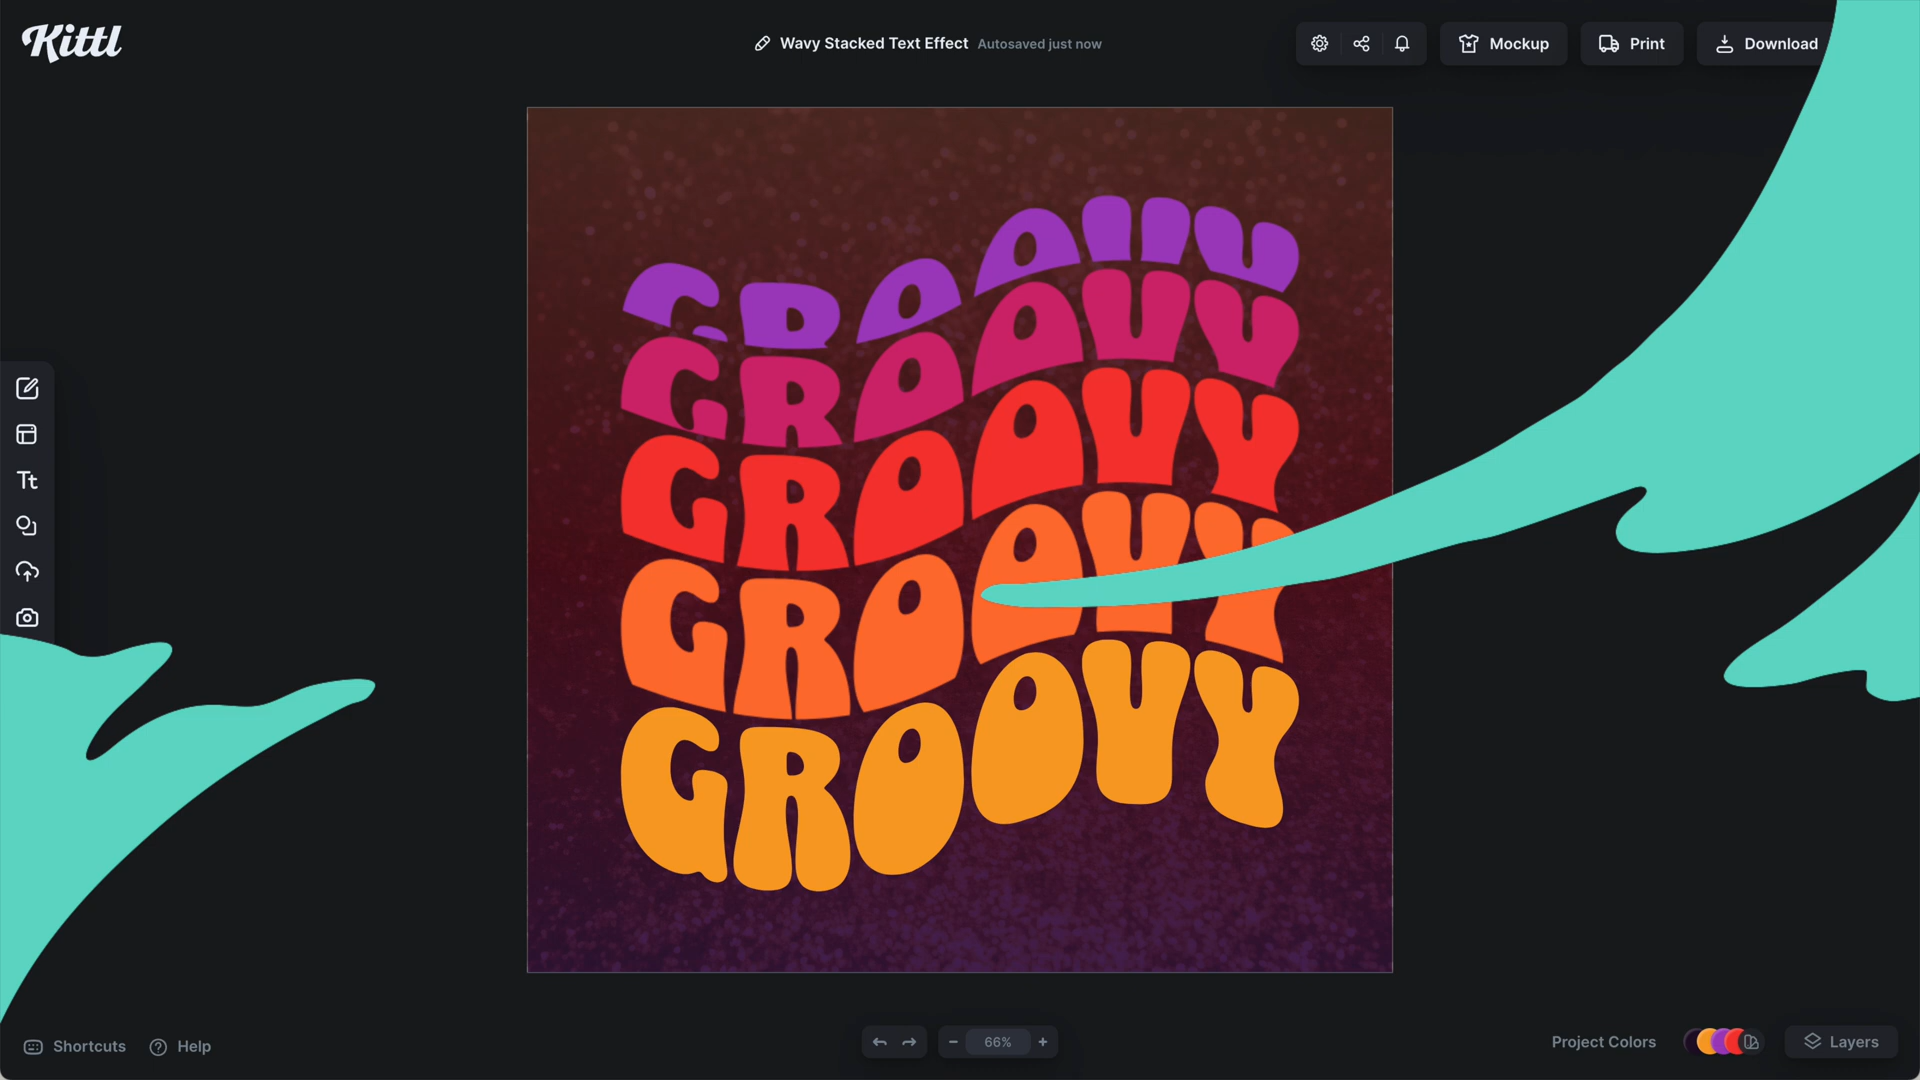 Kittl
Wavy Stacked Text Effect Autosaved just now
Mockup
Print
Download
GROOVY
GROOVY
GROOVY
GROOVY
GROOVY
Tt
Shortcuts
Help
66%
Project Colors
Layers